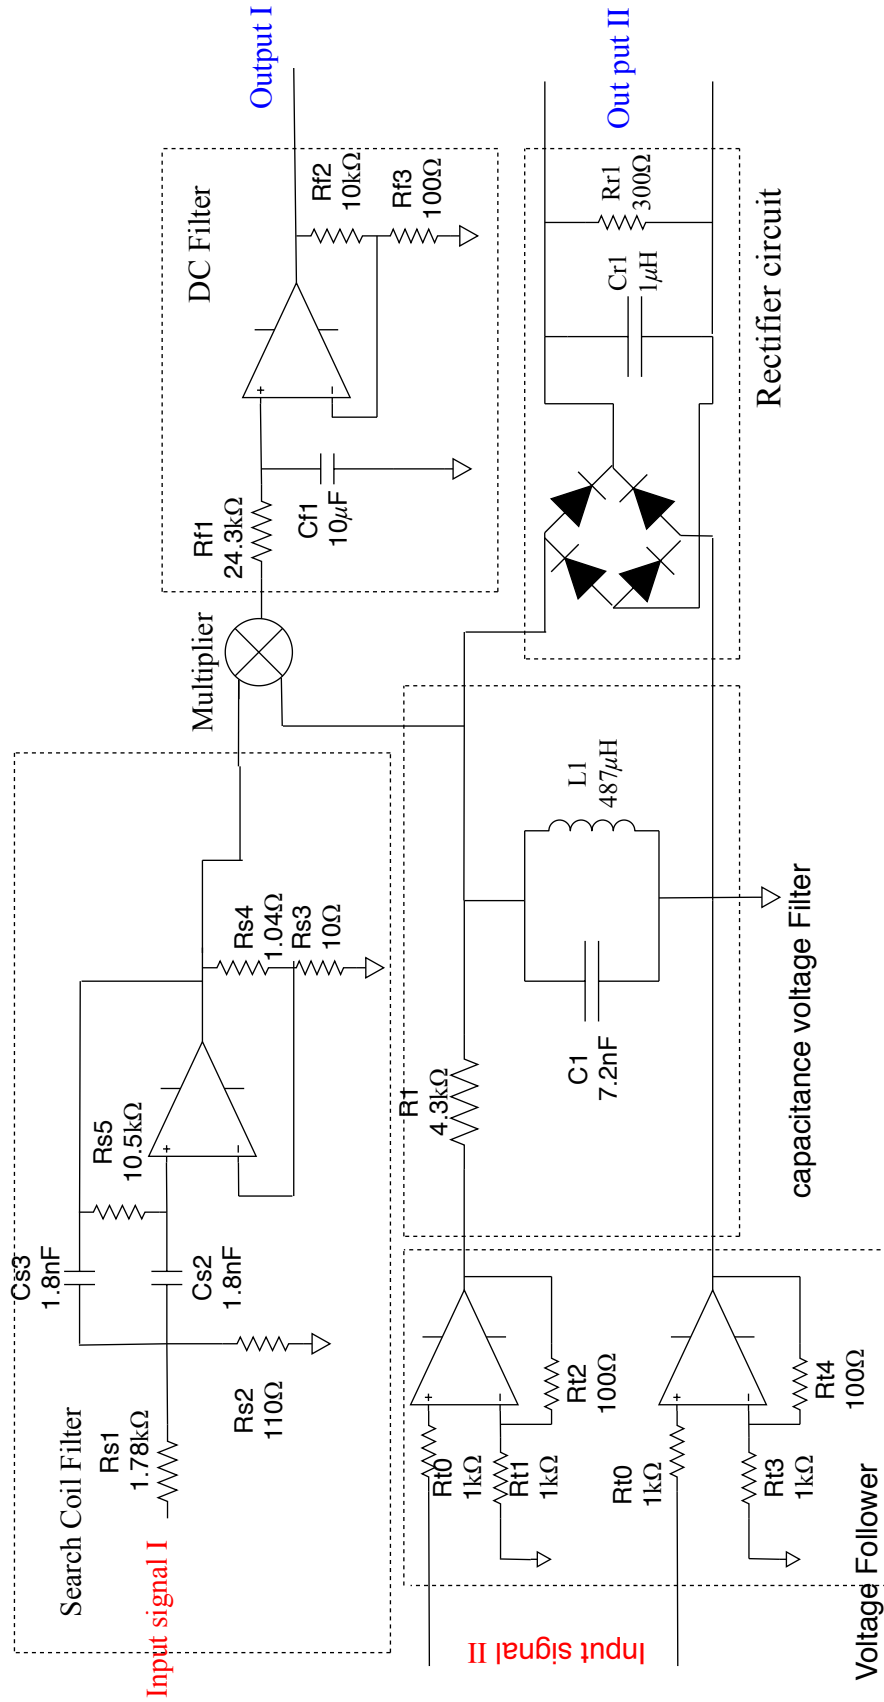 Search Coil Filter
Input signal I
Rs1
1.78kΩ
Rs2
110Ω
Cs3
1.8nF
Cs2
1.8nF
Rs5
10.5kΩ
+
-
Rs4
1.04Ω
Rs3
10Ω
Multiplier
DC Filter
Rf1
24.3kΩ
Cf1
10μF
+
-
Rf2
10kΩ
Rf3
100Ω
Output I
Input signal II
Rt0
1kΩ
Rt1
1kΩ
+
-
Rt2
100Ω
Rt0
1kΩ
Rt3
1kΩ
+
-
Rt4
100Ω
Voltage Follower
R1
4.3kΩ
C1
7.2nF
L1
487μH
capacitance voltage Filter
Cr1
1μH
Rr1
300Ω
Rectifier circuit
Out put II